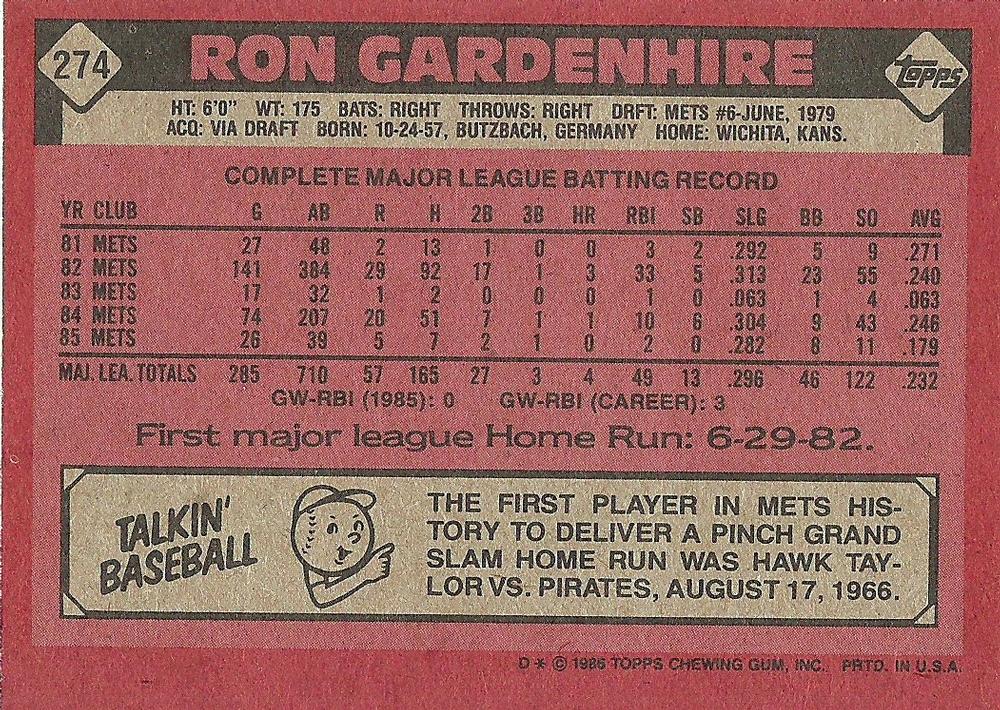 274 RON GARDENHIRE Topps
HT: 6'0" WT: 175 BATS: RIGHT THROWS: RIGHT DRFT: METS #6-JUNE, 1979
ACQ: VIA DRAFT BORN: 10-24-57, BUTZBACH, GERMANY HOME: WICHITA, KANS.
COMPLETE MAJOR LEAGUE BATTING RECORD
YR CLUB G AB R H 2B 3B HR RBI SB SLG BB SO AVG
81 METS 27 48 2 13 1 0 0 3 2 .292 5 9 .271
82 METS 141 384 29 92 17 1 3 33 5 .313 23 55 .240
83 METS 17 32 1 2 0 0 0 1 0 .063 1 4 .063
84 METS 74 207 20 51 7 1 1 10 6 .304 9 43 .246
85 METS 26 39 5 7 2 1 0 2 0 .282 8 11 .179
MAJ. LEA. TOTALS 285 710 57 165 27 3 4 49 13 .296 46 122 .232
GW-RBI (1985): 0 GW-RBI (CAREER): 3
First major league Home Run: 6-29-82.
TALKIN'
BASEBALL
THE FIRST PLAYER IN METS HIS-
TORY TO DELIVER A PINCH GRAND
SLAM HOME RUN WAS HAWK TAY-
LOR VS. PIRATES, AUGUST 17, 1966.
D * © 1986 TOPPS CHEWING GUM, INC. PRTD. IN U.S.A.